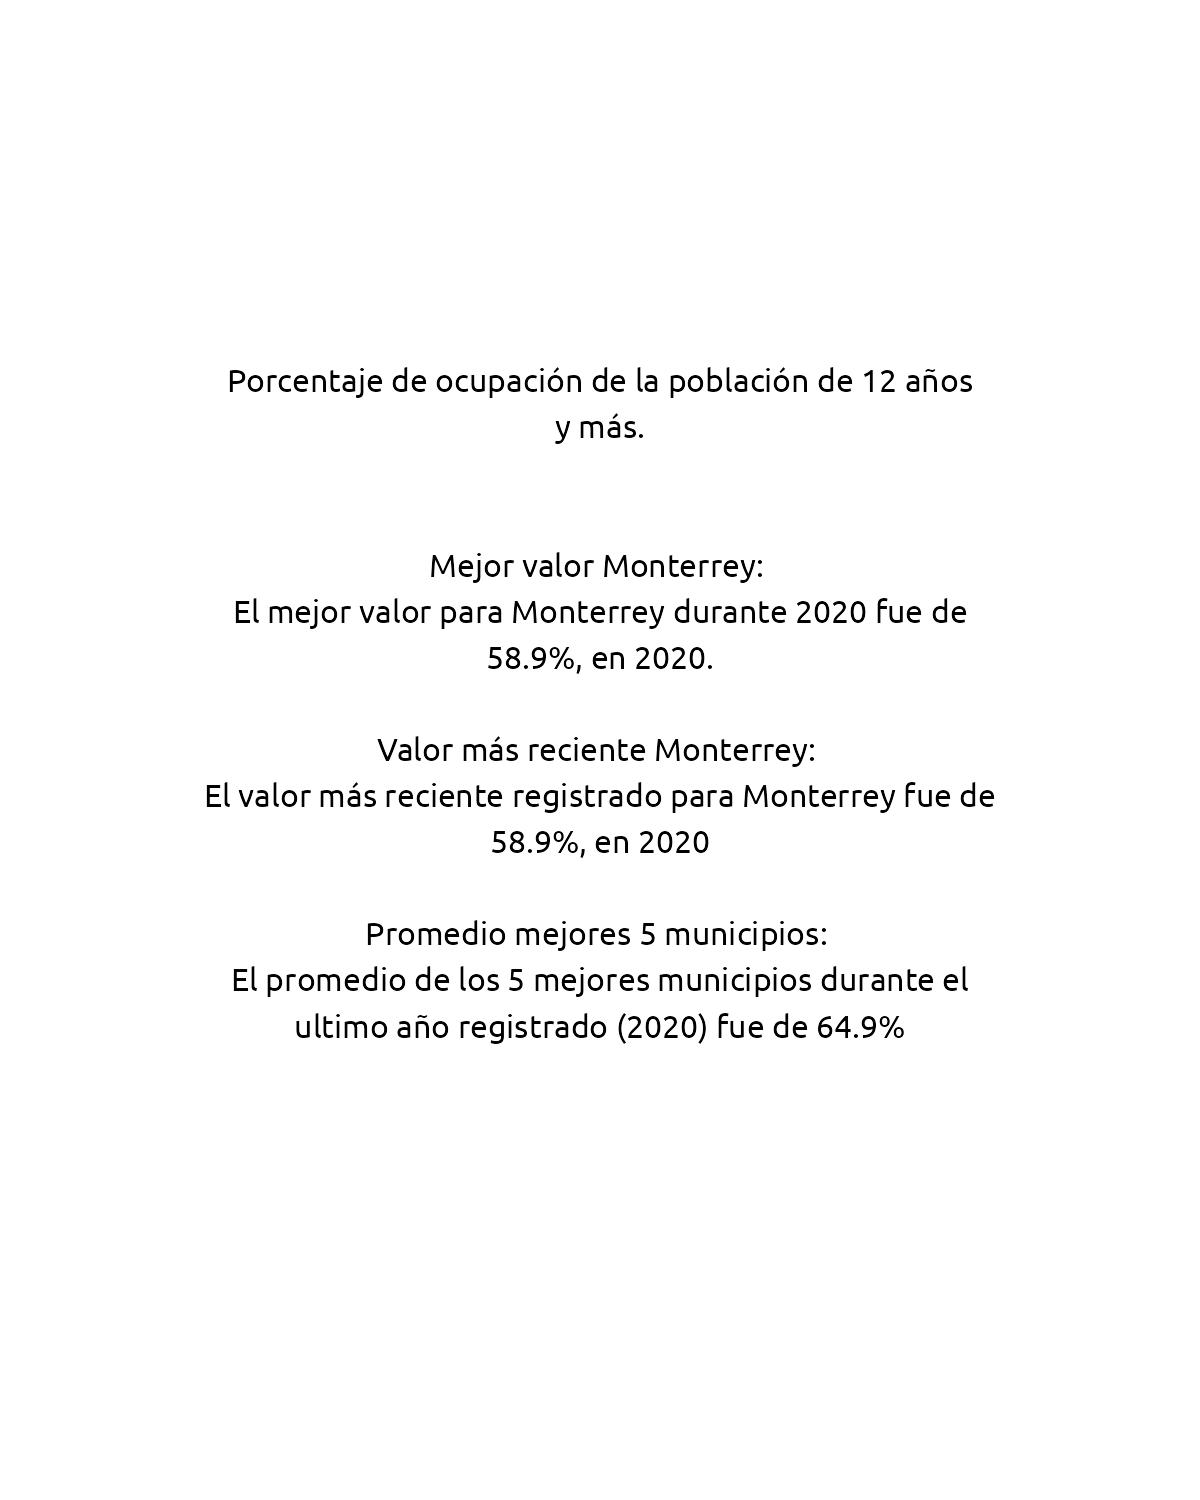 Porcentaje de ocupación de la población de 12 años
y más.
Mejor valor Monterrey:
El mejor valor para Monterrey durante 2020 fue de
58.9%, en 2020.
Valor más reciente Monterrey:
El valor más reciente registrado para Monterrey fue de
58.9%, en 2020
Promedio mejores 5 municipios:
El promedio de los 5 mejores municipios durante el
ultimo año registrado (2020) fue de 64.9%